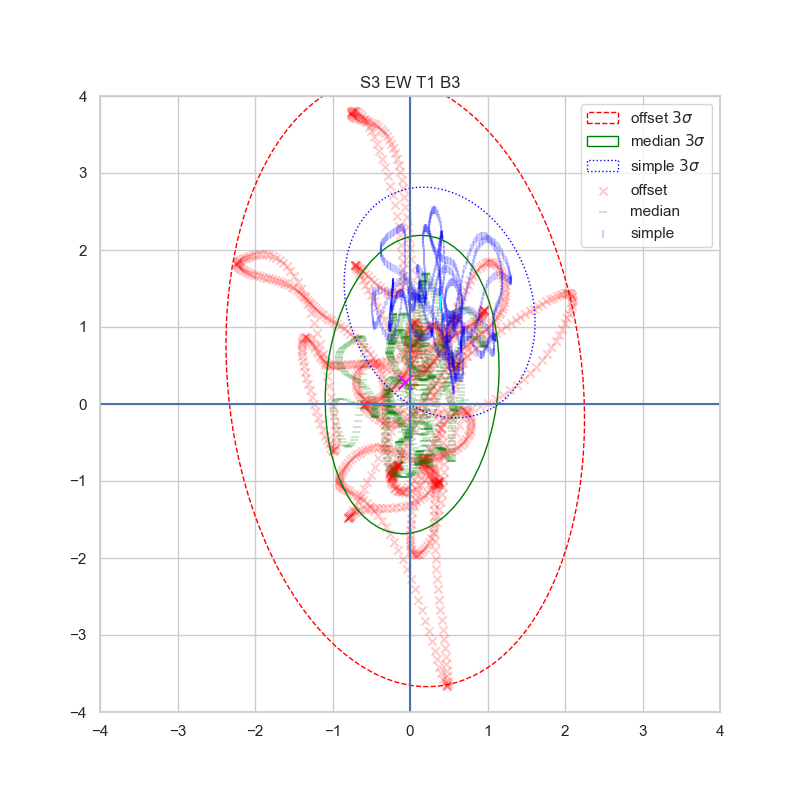 S3 EW T1 B3
offset 3σ
median 3σ
simple 3σ
offset
median
simple
4
3
2
1
0
−1
−2
−3
−4
−4 −3 −2 −1 0 1 2 3 4